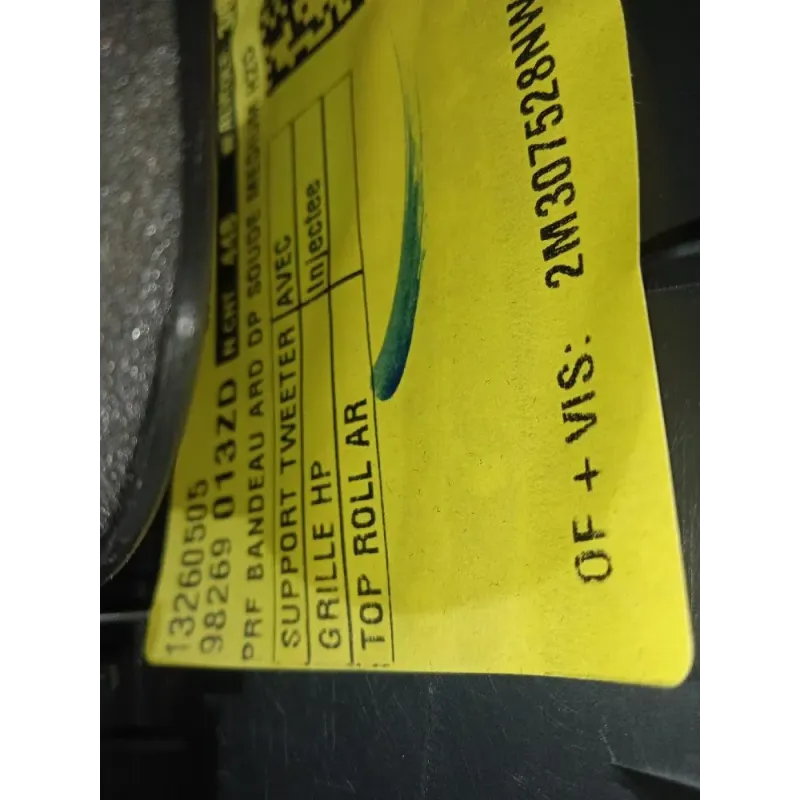 13260505
98269 013ZD
PRF BANDEAU ARD DP SOUDE MEDIUM HZD
SUPPORT TWEETER AVEC
GRILLE HP Injectee
TOP ROLL AR
OF + VIS: 2M307528NW